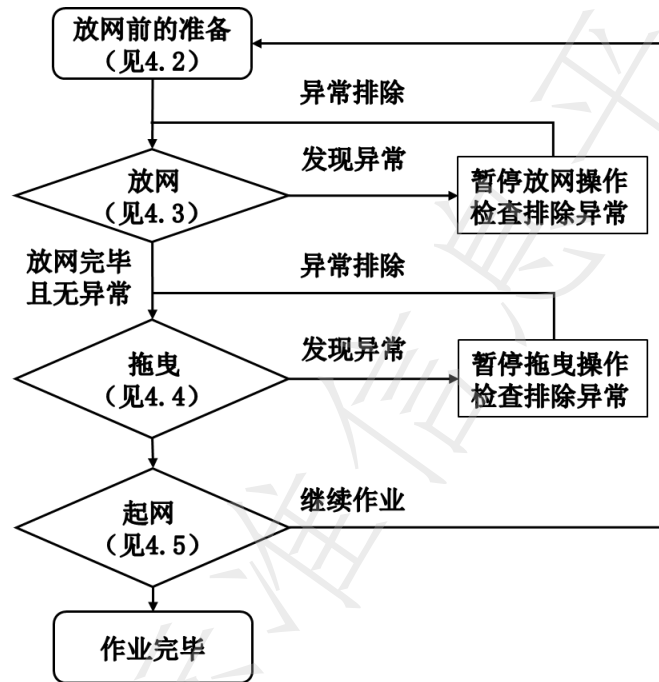 放网前的准备
（见4.2）
异常排除
放网
（见4.3）
发现异常
暂停放网操作
检查排除异常
放网完毕
且无异常
异常排除
拖曳
（见4.4）
发现异常
暂停拖曳操作
检查排除异常
起网
（见4.5）
继续作业
作业完毕
准信息平